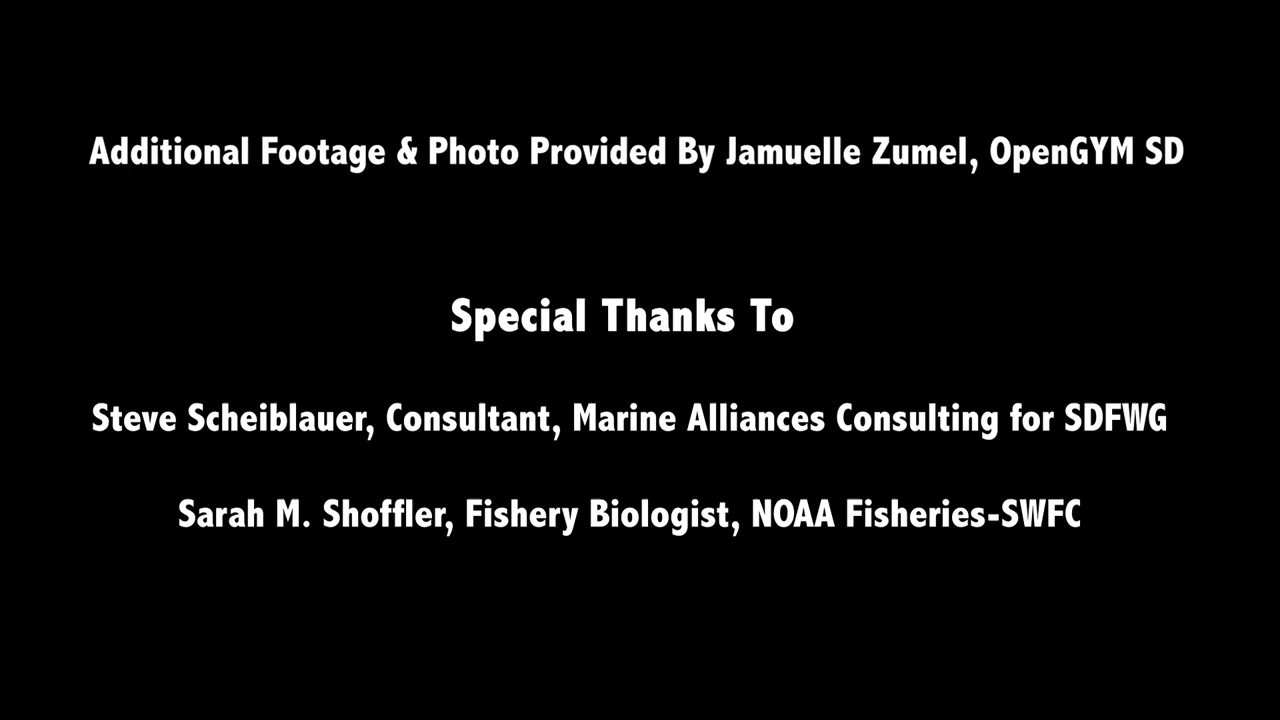 Additional Footage & Photo Provided By Jamuelle Zumel, OpenGYM SD
Special Thanks To
Steve Scheiblauer, Consultant, Marine Alliances Consulting for SDFWG
Sarah M. Shoffler, Fishery Biologist, NOAA Fisheries-SWFC